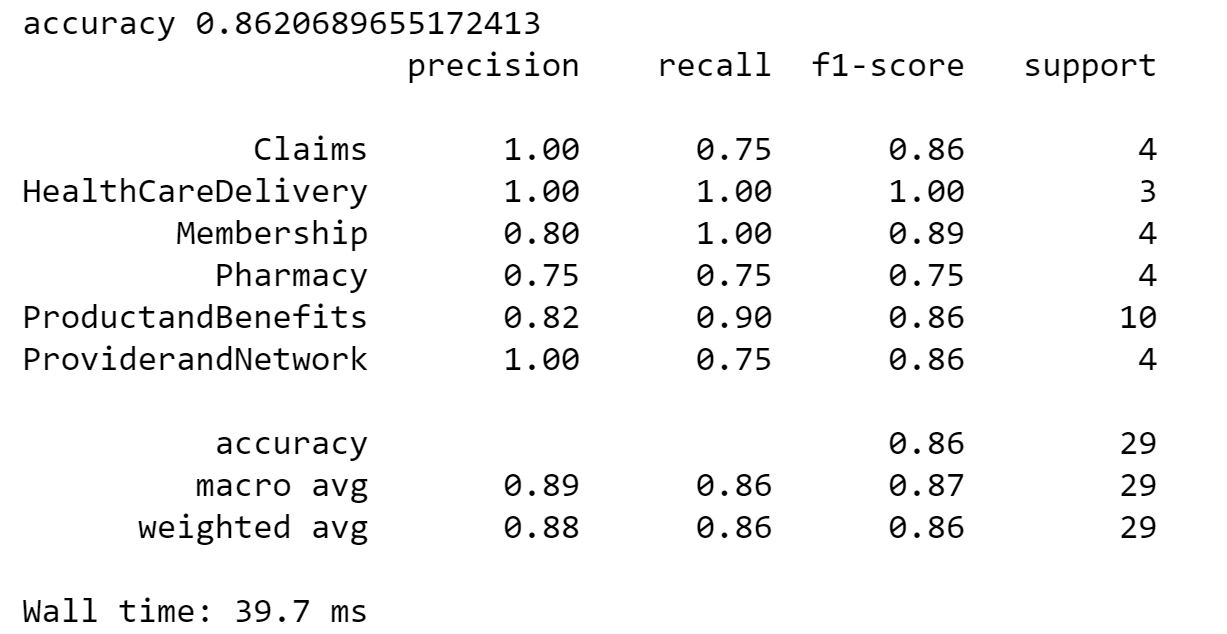 accuracy 0.8620689655172413
precision recall f1-score support
Claims 1.00 0.75 0.86 4
HealthCareDelivery 1.00 1.00 1.00 3
Membership 0.80 1.00 0.89 4
Pharmacy 0.75 0.75 0.75 4
ProductandBenefits 0.82 0.90 0.86 10
ProviderandNetwork 1.00 0.75 0.86 4
accuracy 0.86 29
macro avg 0.89 0.86 0.87 29
weighted avg 0.88 0.86 0.86 29
Wall time: 39.7 ms